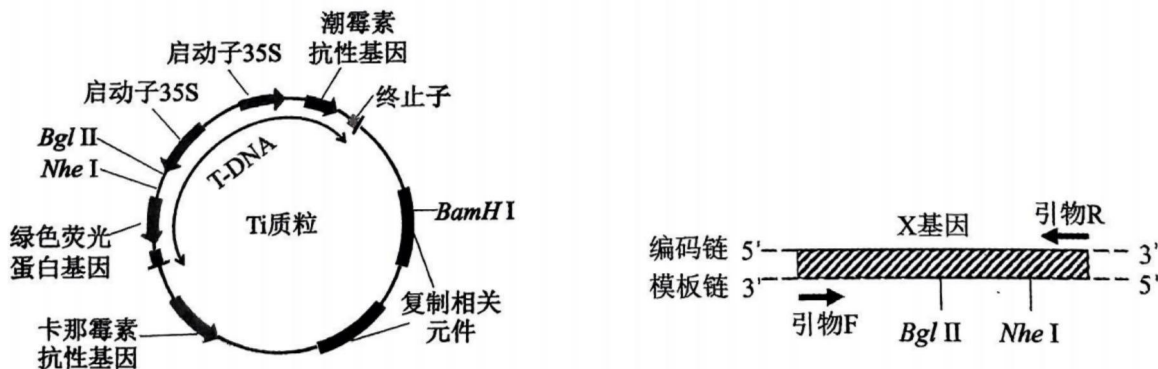 潮霉素
抗性基因
启动子35S
启动子35S
终止子
Bgl II
Nhe I
T-DNA
Ti质粒
BamH I
绿色荧光
蛋白基因
卡那霉素
抗性基因
复制相关
元件
X基因
引物R
编码链 5' 3'
模板链 3' 5'
引物F
Bgl II
Nhe I